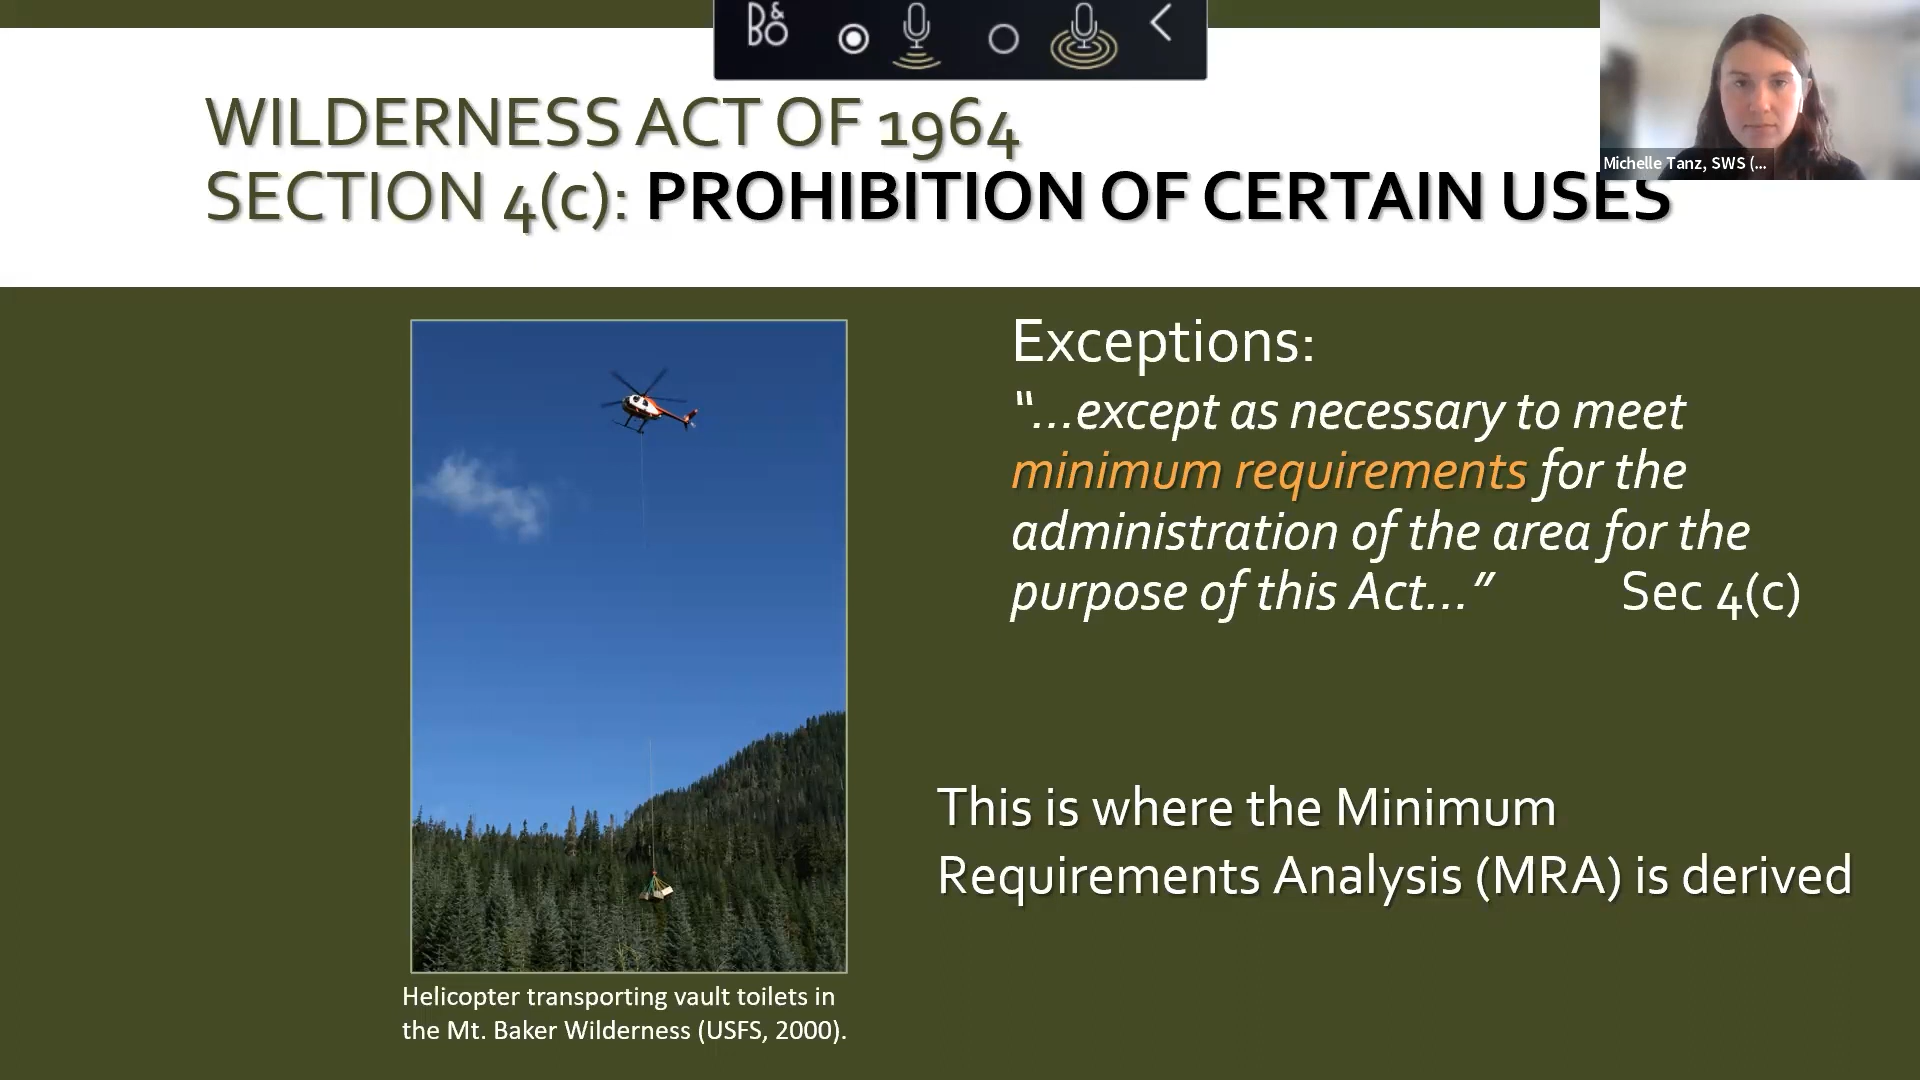 B&O
WILDERNESS ACT OF 1964
SECTION 4(c): PROHIBITION OF CERTAIN USES
Michelle Tanz, SWS (...
Exceptions:
“...except as necessary to meet
minimum requirements for the
administration of the area for the
purpose of this Act...” Sec 4(c)
This is where the Minimum
Requirements Analysis (MRA) is derived
Helicopter transporting vault toilets in
the Mt. Baker Wilderness (USFS, 2000).